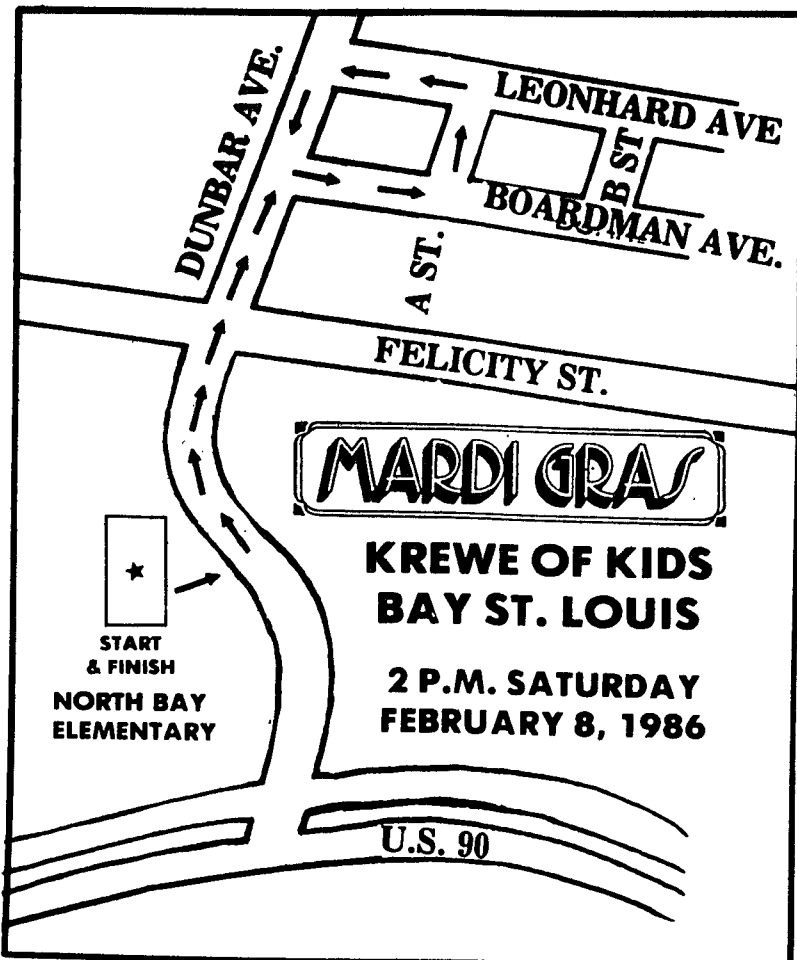 DUNBAR AVE.
LEONHARD AVE
B ST
BOARDMAN AVE.
A ST.
FELICITY ST.
MARDI GRAS
KREWE OF KIDS
BAY ST. LOUIS
START
& FINISH
NORTH BAY
ELEMENTARY
2 P.M. SATURDAY
FEBRUARY 8, 1986
U.S. 90